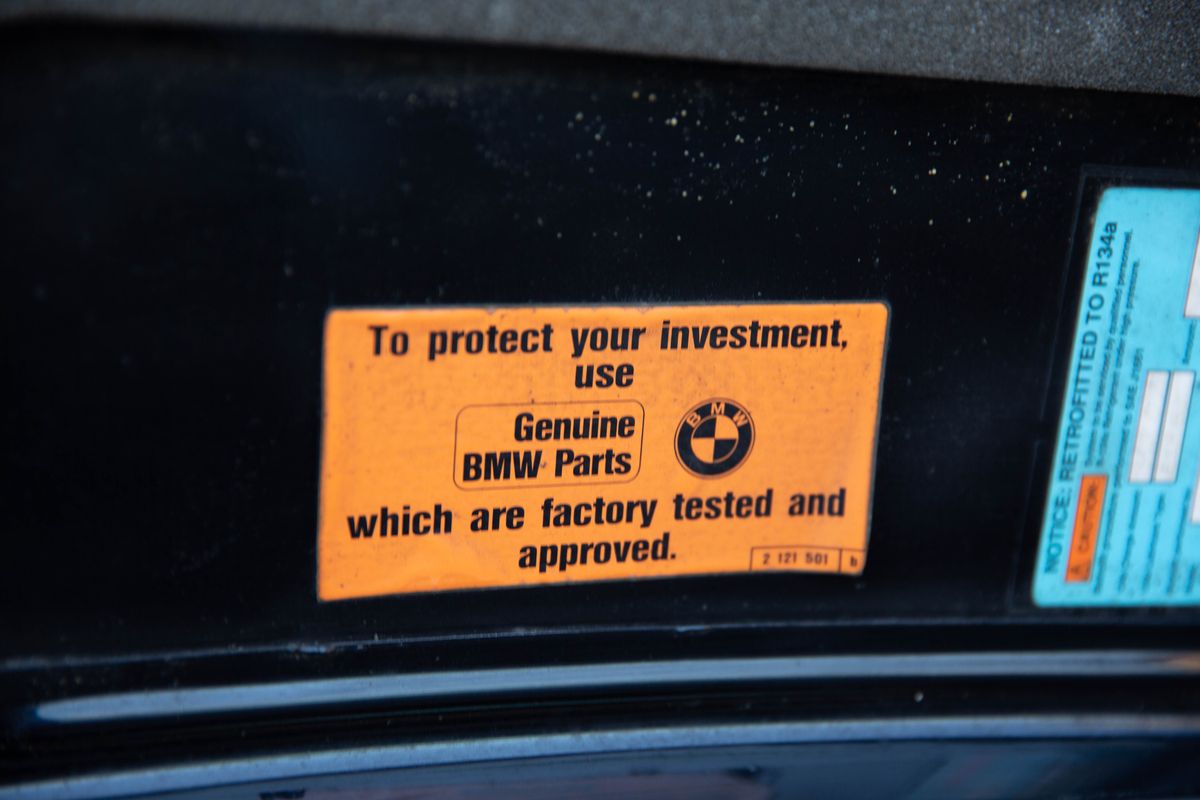 To protect your investment,
use
Genuine
BMW Parts
BMW
which are factory tested and
approved.
2 121 501 b
NOTICE: RETROFITTED TO R134a
CAUTION